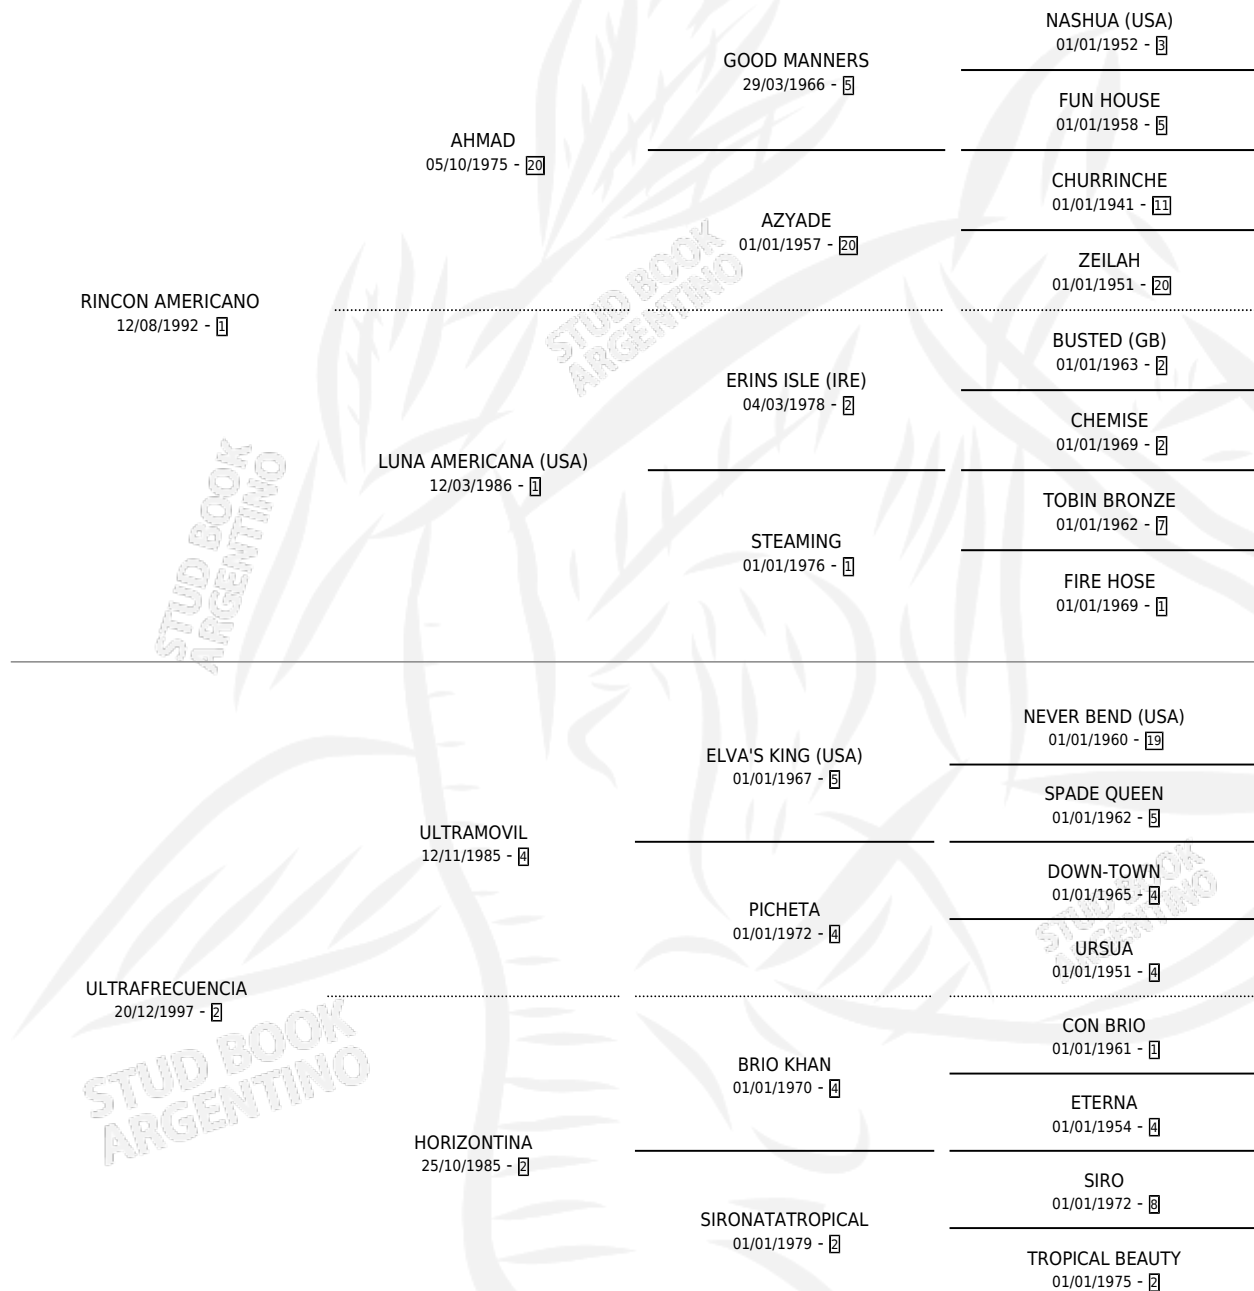 NASHUA (USA)
01/01/1952 - 3
GOOD MANNERS
29/03/1966 - 5
FUN HOUSE
01/01/1958 - 5
AHMAD
05/10/1975 - 20
CHURRINCHE
01/01/1941 - 11
AZYADE
01/01/1957 - 20
ZEILAH
01/01/1951 - 20
RINCON AMERICANO
12/08/1992 - 1
BUSTED (GB)
01/01/1963 - 2
ERINS ISLE (IRE)
04/03/1978 - 2
CHEMISE
01/01/1969 - 2
LUNA AMERICANA (USA)
12/03/1986 - 1
TOBIN BRONZE
01/01/1962 - 7
STEAMING
01/01/1976 - 1
FIRE HOSE
01/01/1969 - 1
STUD BOOK
ARGENTINO
STUD BOOK
ARGENTINO
NEVER BEND (USA)
01/01/1960 - 19
ELVA'S KING (USA)
01/01/1967 - 5
SPADE QUEEN
01/01/1962 - 5
ULTRAMOVIL
12/11/1985 - 4
DOWN-TOWN
01/01/1965 - 4
PICHETA
01/01/1972 - 4
URSUA
01/01/1951 - 4
ULTRAFRECUENCIA
20/12/1997 - 2
CON BRIO
01/01/1961 - 1
BRIO KHAN
01/01/1970 - 4
ETERNA
01/01/1954 - 4
HORIZONTINA
25/10/1985 - 2
SIRO
01/01/1972 - 8
SIRONATATROPICAL
01/01/1979 - 2
TROPICAL BEAUTY
01/01/1975 - 2
STUD BOOK
ARGENTINO
STUD BOOK
ARGENTINO